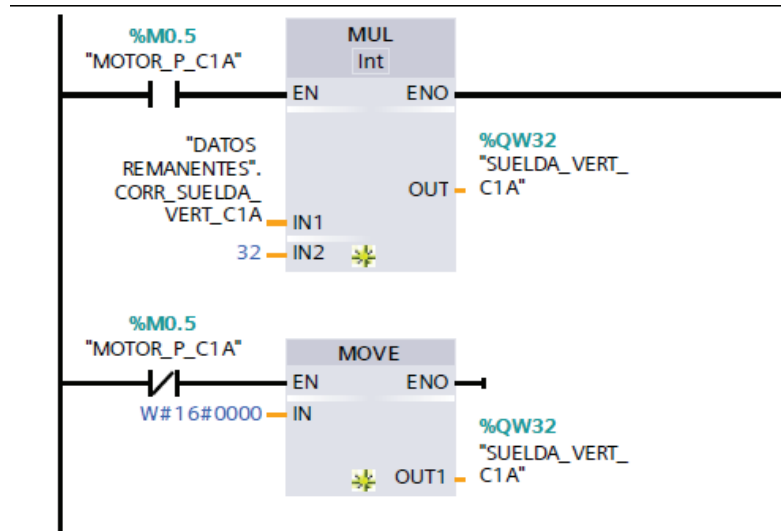 %M0.5
"MOTOR_P_C1A"
MUL
Int
EN
ENO
"DATOS
REMANENTES".
CORR_SUELDA_
VERT_C1A
IN1
32
IN2
OUT
%QW32
"SUELDA_VERT_
C1A"
%M0.5
"MOTOR_P_C1A"
MOVE
EN
ENO
W#16#0000
IN
OUT1
%QW32
"SUELDA_VERT_
C1A"